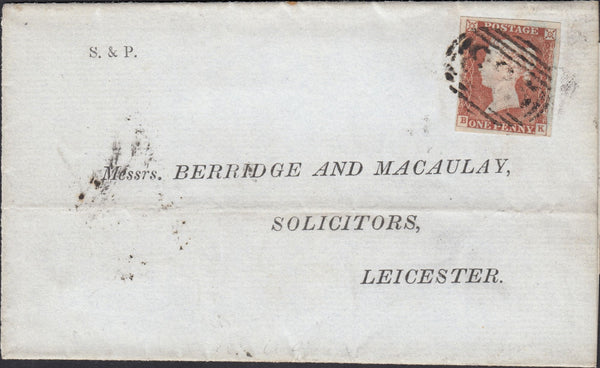 S. & P.
POSTAGE
B ONE PENNY K
Messrs. BERRIDGE AND MACAULAY,
SOLICITORS,
LEICESTER.